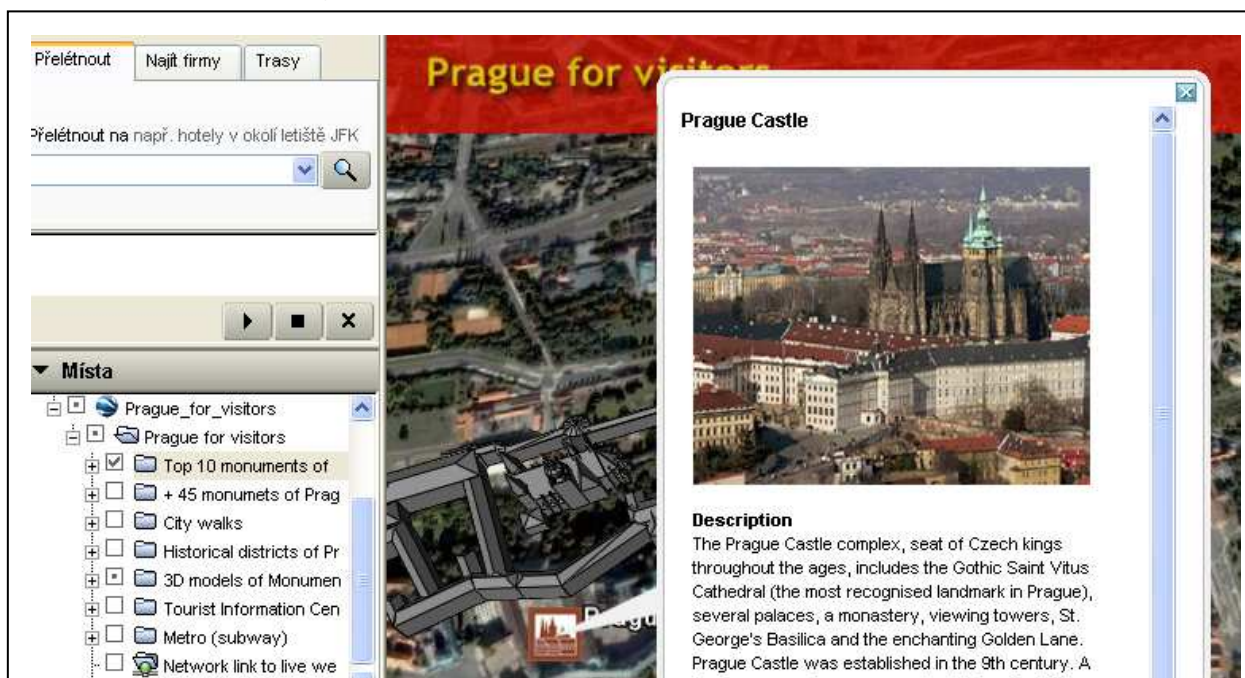 Přelétnout
Najít firmy
Trasy
Přelétnout na např. hotely v okolí letiště JFK
Místa
Prague_for_visitors
Prague for visitors
Top 10 monuments of
+ 45 monumets of Prag
City walks
Historical districts of Pr
3D models of Monumen
Tourist Information Cen
Metro (subway)
Network link to live we
Prague for visitors
Pragu
Prague Castle
Description
The Prague Castle complex, seat of Czech kings
throughout the ages, includes the Gothic Saint Vitus
Cathedral (the most recognised landmark in Prague),
several palaces, a monastery, viewing towers, St.
George's Basilica and the enchanting Golden Lane.
Prague Castle was established in the 9th century. A